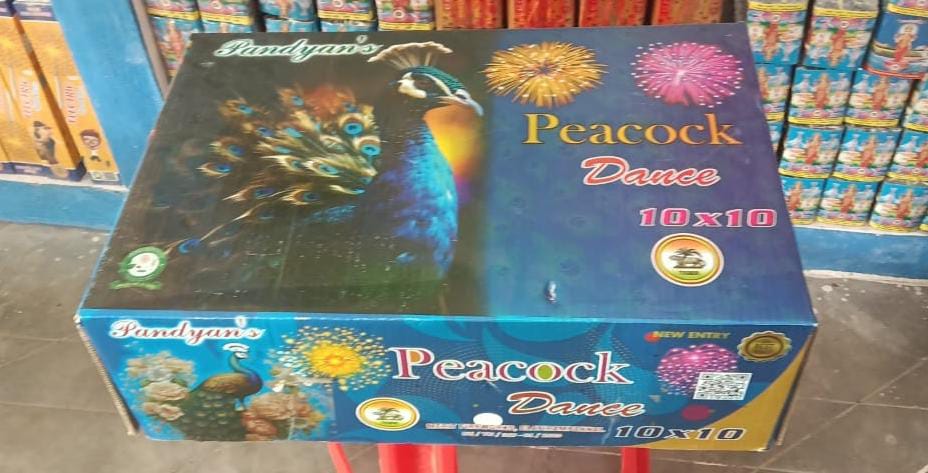 Pandyan's
Peacock
Dance
10x10
Pandyan's
NEW ENTRY
Peacock
Dance
10x10